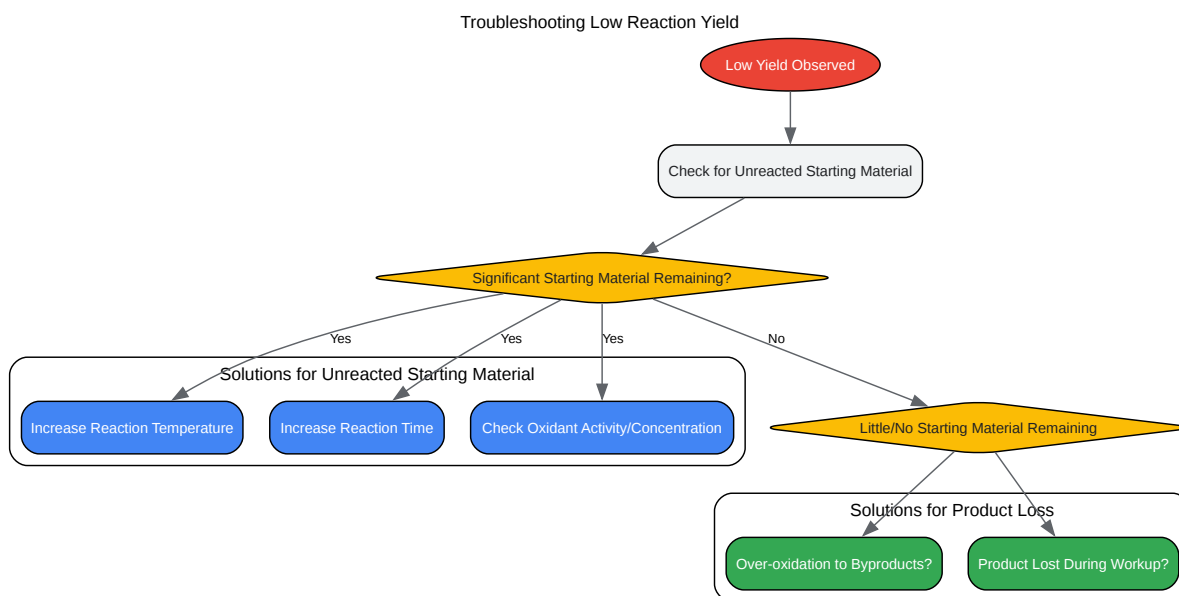 Troubleshooting Low Reaction Yield
Low Yield Observed
Check for Unreacted Starting Material
Significant Starting Material Remaining?
Yes
Yes
Yes
No
Solutions for Unreacted Starting Material
Increase Reaction Temperature
Increase Reaction Time
Check Oxidant Activity/Concentration
Little/No Starting Material Remaining
Solutions for Product Loss
Over-oxidation to Byproducts?
Product Lost During Workup?